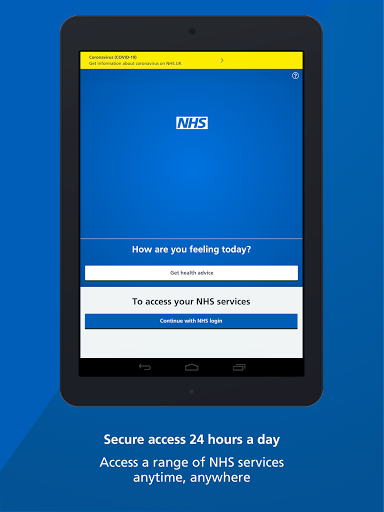 Coronavirus (COVID-19)
Get information about coronavirus on NHS.UK
NHS
How are you feeling today?
Get health advice
To access your NHS services
Continue with NHS login
Secure access 24 hours a day
Access a range of NHS services
anytime, anywhere